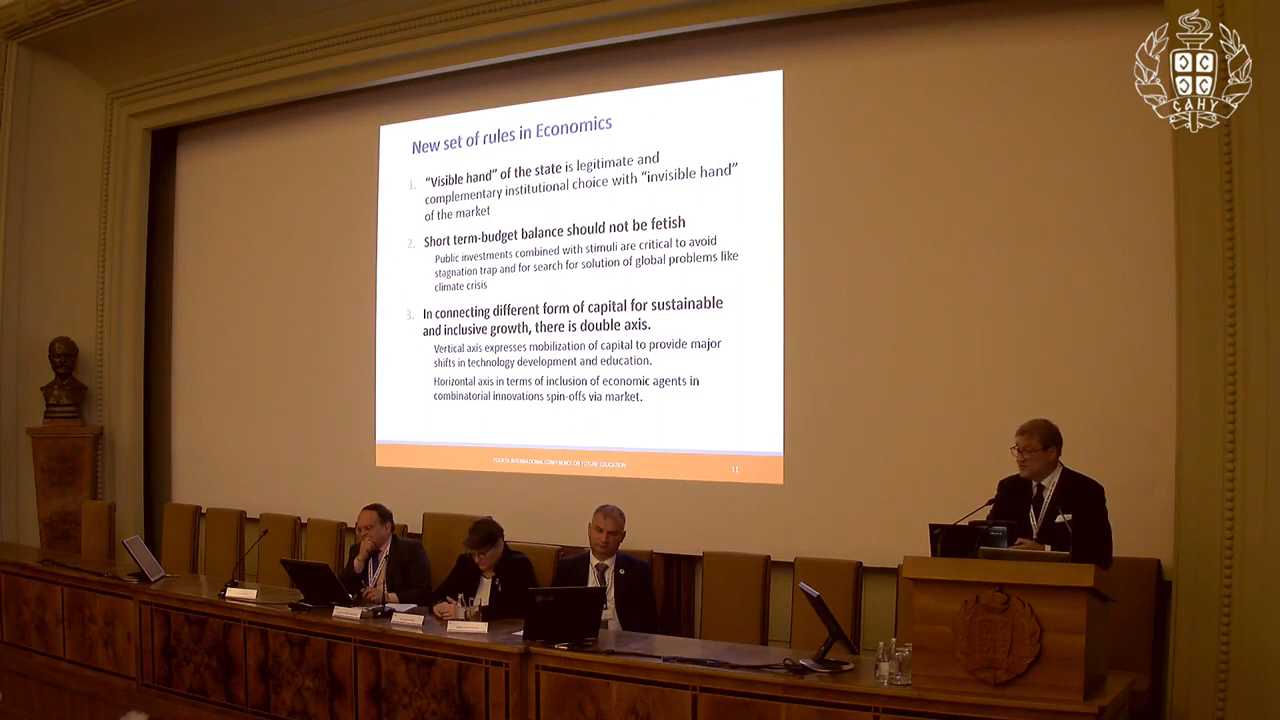 New set of rules in Economics
1. “Visible hand” of the state is legitimate and
complementary institutional choice with “invisible hand”
of the market
2. Short term-budget balance should not be fetish
Public investments combined with stimuli are critical to avoid
stagnation trap and for search for solution of global problems like
climate crisis
3. In connecting different form of capital for sustainable
and inclusive growth, there is double axis.
Vertical axis expresses mobilization of capital to provide major
shifts in technology development and education.
Horizontal axis in terms of inclusion of economic agents in
combinatorial innovations spin-offs via market.
FOURTH INTERNATIONAL CONFERENCE ON FUTURE EDUCATION
11
САНУ